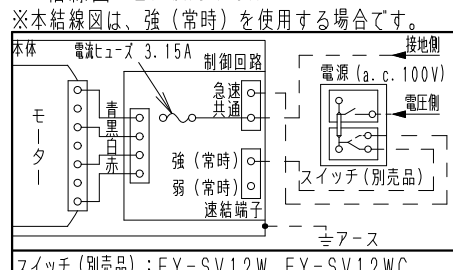 ※本結線図は、強（常時）を使用する場合です。
本体
電流ヒューズ 3.15A
制御回路
接地側
電源(a.c.100V)
急速
共通
電圧側
モーター
青
黒
白
赤
強（常時）
弱（常時）
スイッチ(別売品)
速結端子
アース
スイッチ(別売品):FY-SV12W, FY-SV12WC